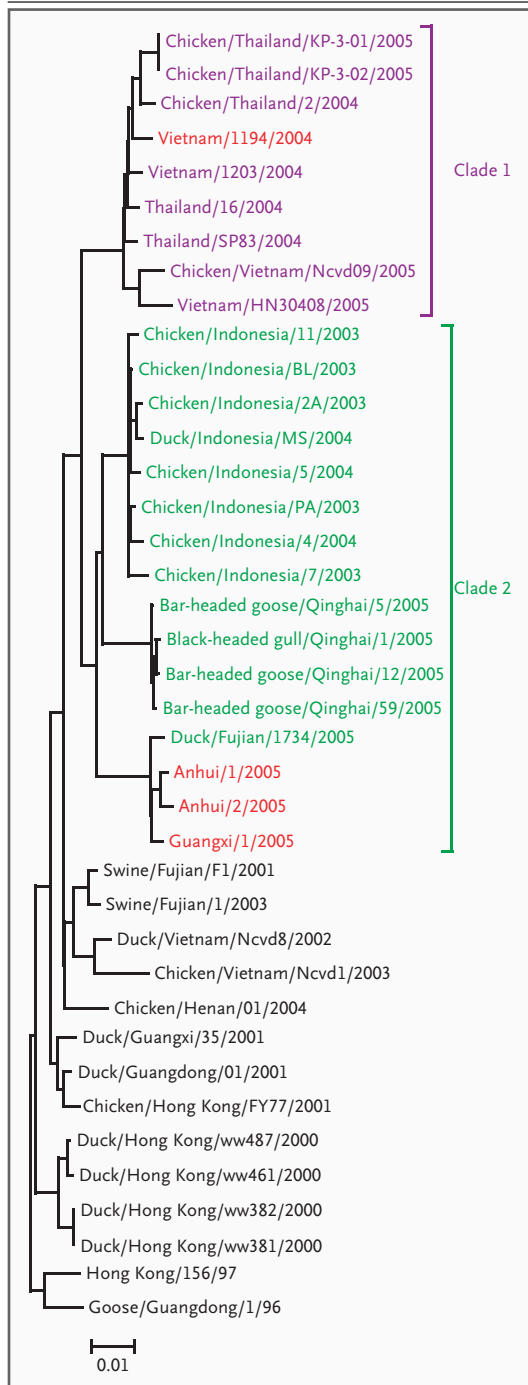 Chicken/Thailand/KP-3-01/2005
Chicken/Thailand/KP-3-02/2005
Chicken/Thailand/2/2004
Vietnam/1194/2004
Vietnam/1203/2004
Clade 1
Thailand/16/2004
Thailand/SP83/2004
Chicken/Vietnam/Ncvd09/2005
Vietnam/HN30408/2005
Chicken/Indonesia/11/2003
Chicken/Indonesia/BL/2003
Chicken/Indonesia/2A/2003
Duck/Indonesia/MS/2004
Chicken/Indonesia/5/2004
Chicken/Indonesia/PA/2003
Chicken/Indonesia/4/2004
Chicken/Indonesia/7/2003
Clade 2
Bar-headed goose/Qinghai/5/2005
Black-headed gull/Qinghai/1/2005
Bar-headed goose/Qinghai/12/2005
Bar-headed goose/Qinghai/59/2005
Duck/Fujian/1734/2005
Anhui/1/2005
Anhui/2/2005
Guangxi/1/2005
Swine/Fujian/F1/2001
Swine/Fujian/1/2003
Duck/Vietnam/Ncvd8/2002
Chicken/Vietnam/Ncvd1/2003
Chicken/Henan/01/2004
Duck/Guangxi/35/2001
Duck/Guangdong/01/2001
Chicken/Hong Kong/FY77/2001
Duck/Hong Kong/ww487/2000
Duck/Hong Kong/ww461/2000
Duck/Hong Kong/ww382/2000
Duck/Hong Kong/ww381/2000
Hong Kong/156/97
Goose/Guangdong/1/96
0.01